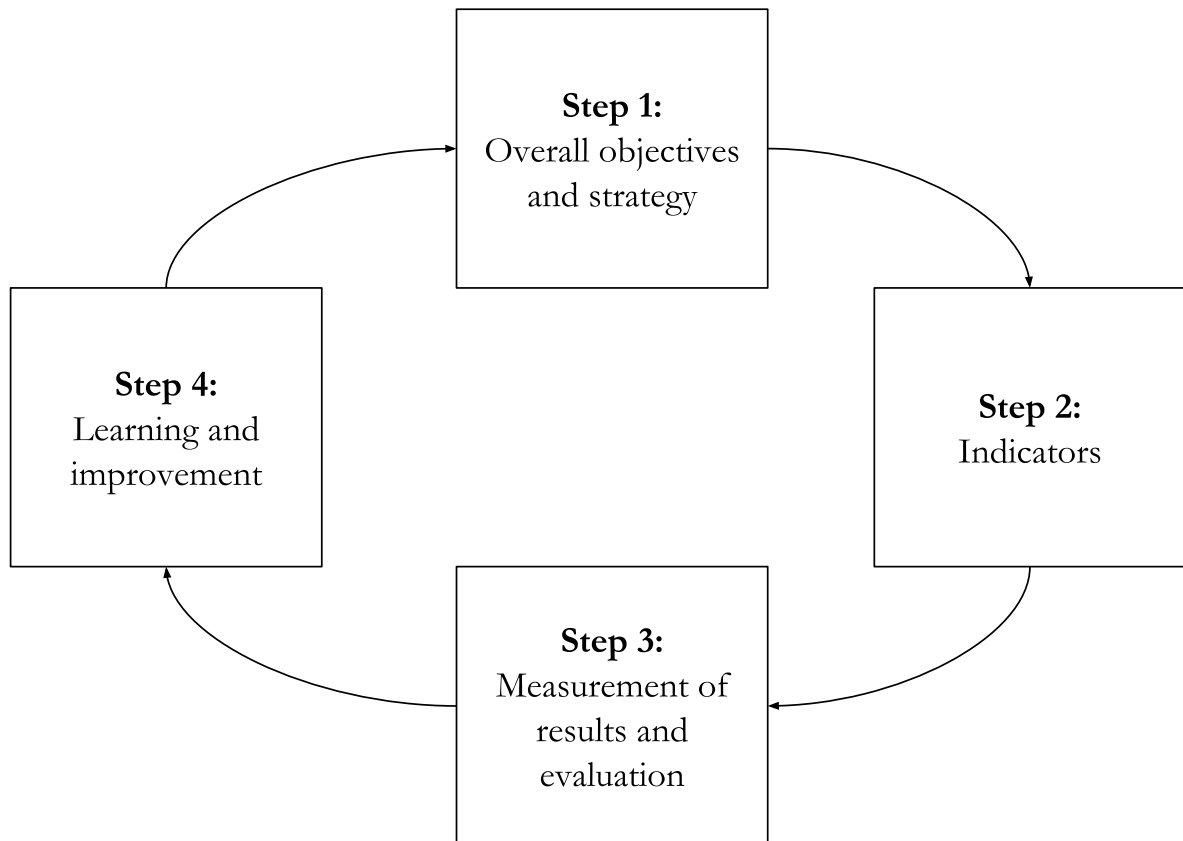 Step 1:
Overall objectives
and strategy
Step 2:
Indicators
Step 3:
Measurement of
results and
evaluation
Step 4:
Learning and
improvement